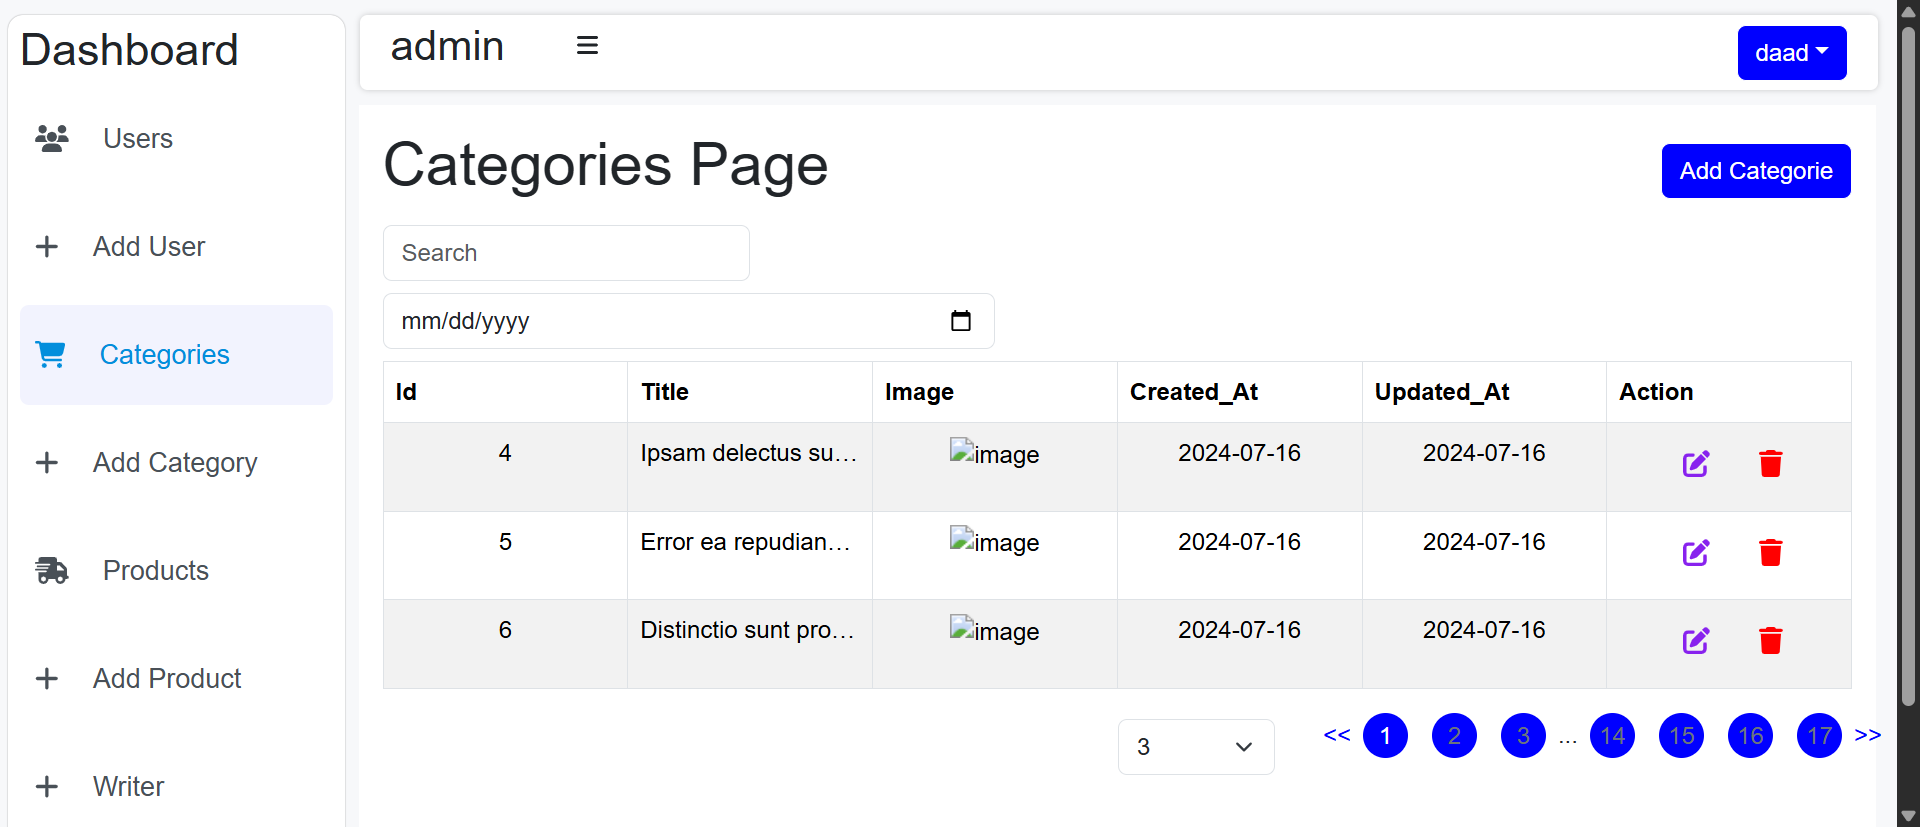 Dashboard
Users
Add User
Categories
Add Category
Products
Add Product
Writer
admin
daad
Categories Page
Add Categorie
Search
mm/dd/yyyy
Id Title Image Created_At Updated_At Action
4 Ipsam delectus su… image 2024-07-16 2024-07-16
5 Error ea repudian… image 2024-07-16 2024-07-16
6 Distinctio sunt pro… image 2024-07-16 2024-07-16
3 << 1 2 3 ... 14 15 16 17 >>